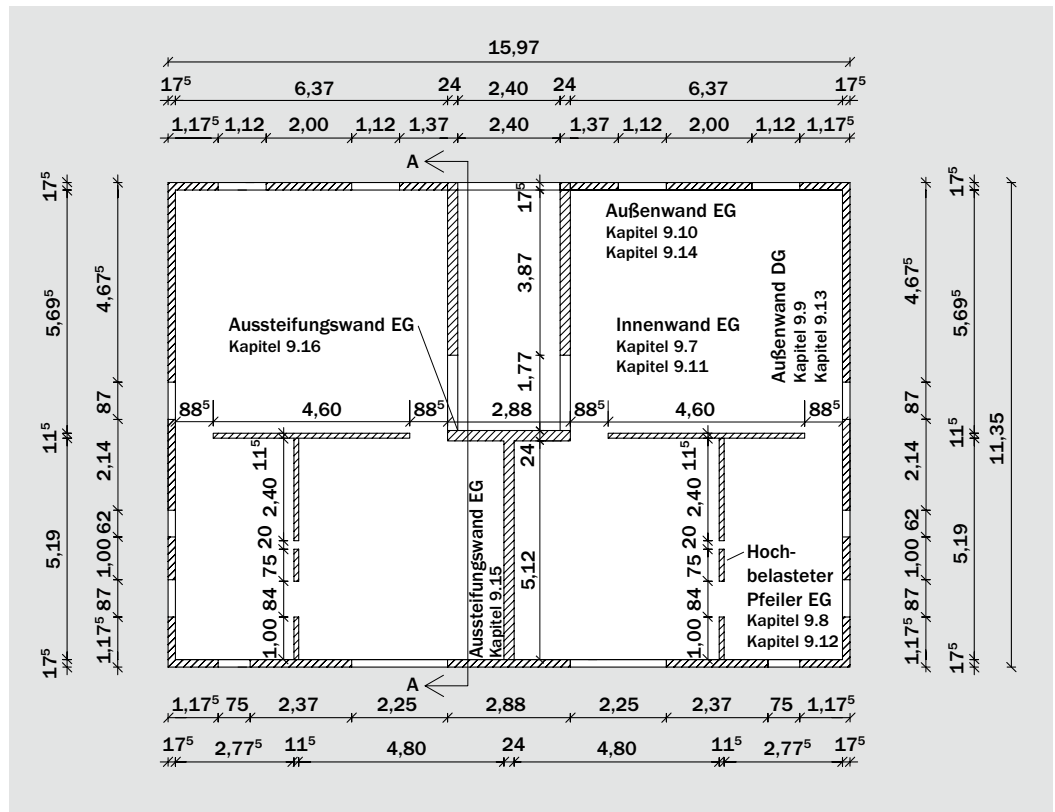 15,97
17⁵ 6,37 24 2,40 24 6,37 17⁵
1,17⁵ 1,12 2,00 1,12 1,37 2,40 1,37 1,12 2,00 1,12 1,17⁵
A
17⁵
5,69⁵
11⁵
5,19
17⁵
4,67⁵
87
2,14
62
1,00
87
1,17⁵
17⁵
3,87
1,77
Außenwand EG
Kapitel 9.10
Kapitel 9.14
Außenwand DG
Kapitel 9.9
Kapitel 9.13
Aussteifungswand EG
Kapitel 9.16
Innenwand EG
Kapitel 9.7
Kapitel 9.11
88⁵ 4,60 88⁵ 2,88 88⁵ 4,60 88⁵
11⁵
2,40
20
75
84
1,00
Aussteifungswand EG
Kapitel 9.15
24
5,12
11⁵
2,40
20
75
84
1,00
Hoch-
belasteter
Pfeiler EG
Kapitel 9.8
Kapitel 9.12
4,67⁵
87
2,14
62
1,00
87
1,17⁵
17⁵
5,69⁵
11⁵
5,19
17⁵
11,35
A
1,17⁵ 75 2,37 2,25 2,88 2,25 2,37 75 1,17⁵
17⁵ 2,77⁵ 11⁵ 4,80 24 4,80 11⁵ 2,77⁵ 17⁵